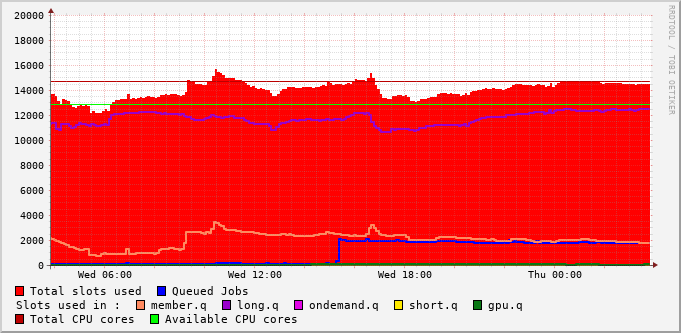 20000
18000
16000
14000
12000
10000
8000
6000
4000
2000
0
Wed 06:00 Wed 12:00 Wed 18:00 Thu 00:00
Total slots used Queued Jobs
Slots used in : member.q long.q ondemand.q short.q gpu.q
Total CPU cores Available CPU cores
RRDTOOL / TOBI OETIKER